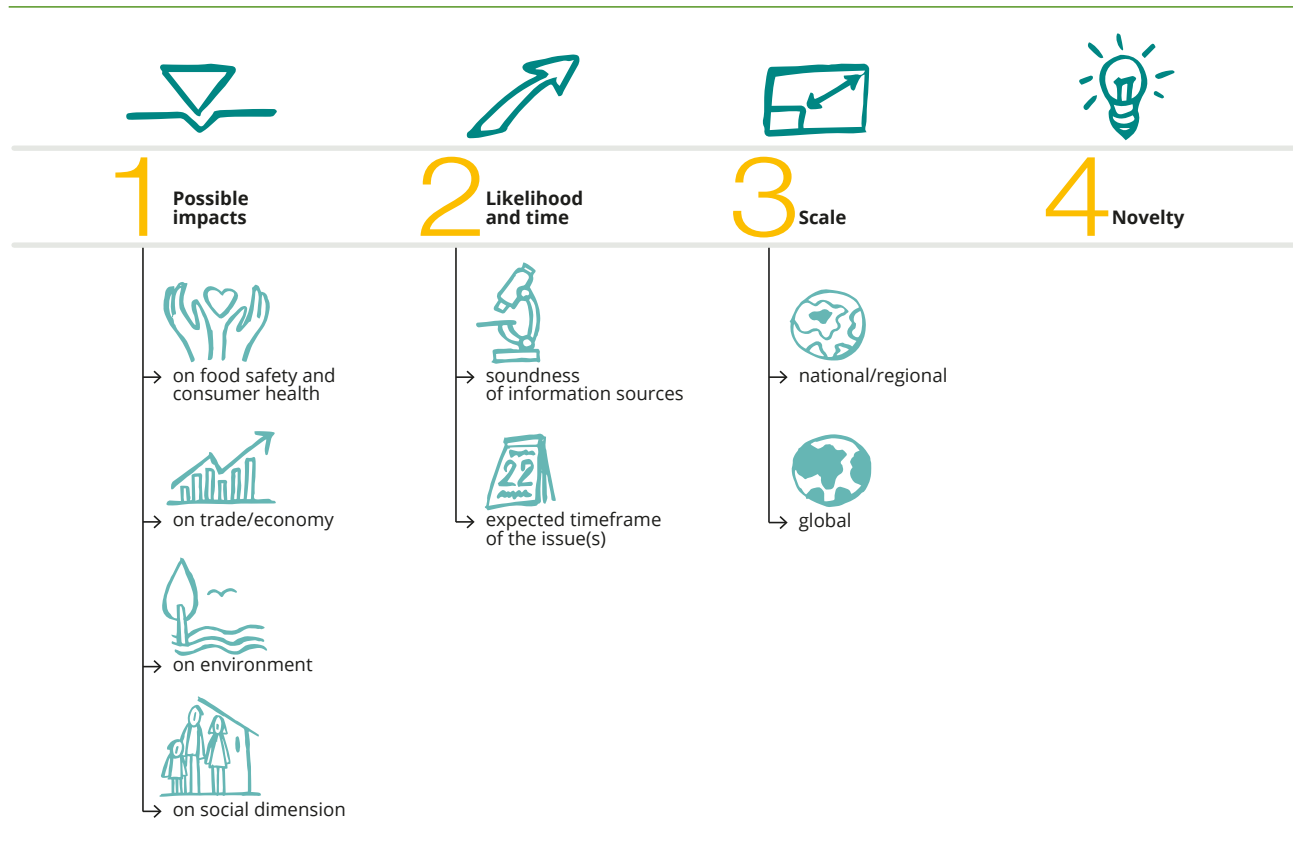 1
Possible
impacts
2
Likelihood
and time
3
Scale
4
Novelty
on food safety and
consumer health
on trade/economy
on environment
on social dimension
soundness
of information sources
22
expected timeframe
of the issue(s)
national/regional
global